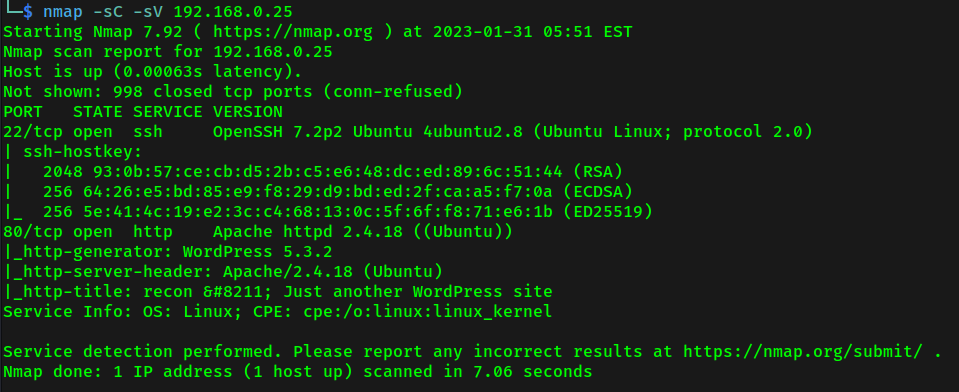 └─$ nmap -sC -sV 192.168.0.25
Starting Nmap 7.92 ( https://nmap.org ) at 2023-01-31 05:51 EST
Nmap scan report for 192.168.0.25
Host is up (0.00063s latency).
Not shown: 998 closed tcp ports (conn-refused)
PORT   STATE SERVICE VERSION
22/tcp open  ssh     OpenSSH 7.2p2 Ubuntu 4ubuntu2.8 (Ubuntu Linux; protocol 2.0)
| ssh-hostkey:
|   2048 93:0b:57:ce:cb:d5:2b:c5:e6:48:dc:ed:89:6c:51:44 (RSA)
|   256 64:26:e5:bd:85:e9:f8:29:d9:bd:ed:2f:ca:a5:f7:0a (ECDSA)
|_  256 5e:41:4c:19:e2:3c:c4:68:13:0c:5f:6f:f8:71:e6:1b (ED25519)
80/tcp open  http    Apache httpd 2.4.18 ((Ubuntu))
|_http-generator: WordPress 5.3.2
|_http-server-header: Apache/2.4.18 (Ubuntu)
|_http-title: recon &#8211; Just another WordPress site
Service Info: OS: Linux; CPE: cpe:/o:linux:linux_kernel

Service detection performed. Please report any incorrect results at https://nmap.org/submit/ .
Nmap done: 1 IP address (1 host up) scanned in 7.06 seconds